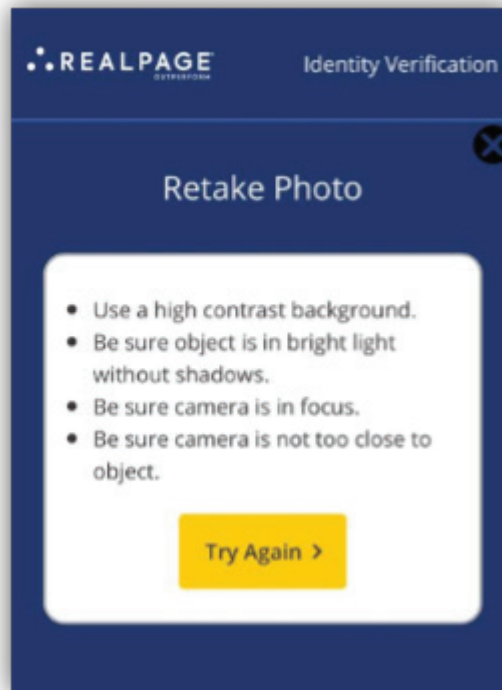 REALPAGE
OUTPERFORM
Identity Verification
Retake Photo
• Use a high contrast background.
• Be sure object is in bright light
without shadows.
• Be sure camera is in focus.
• Be sure camera is not too close to
object.
Try Again >